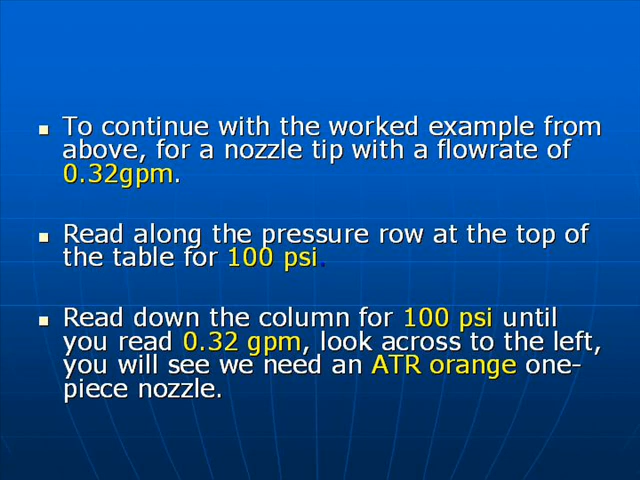 To continue with the worked example from
above, for a nozzle tip with a flowrate of
0.32gpm.
Read along the pressure row at the top of
the table for 100 psi.
Read down the column for 100 psi until
you read 0.32 gpm, look across to the left,
you will see we need an ATR orange one-
piece nozzle.